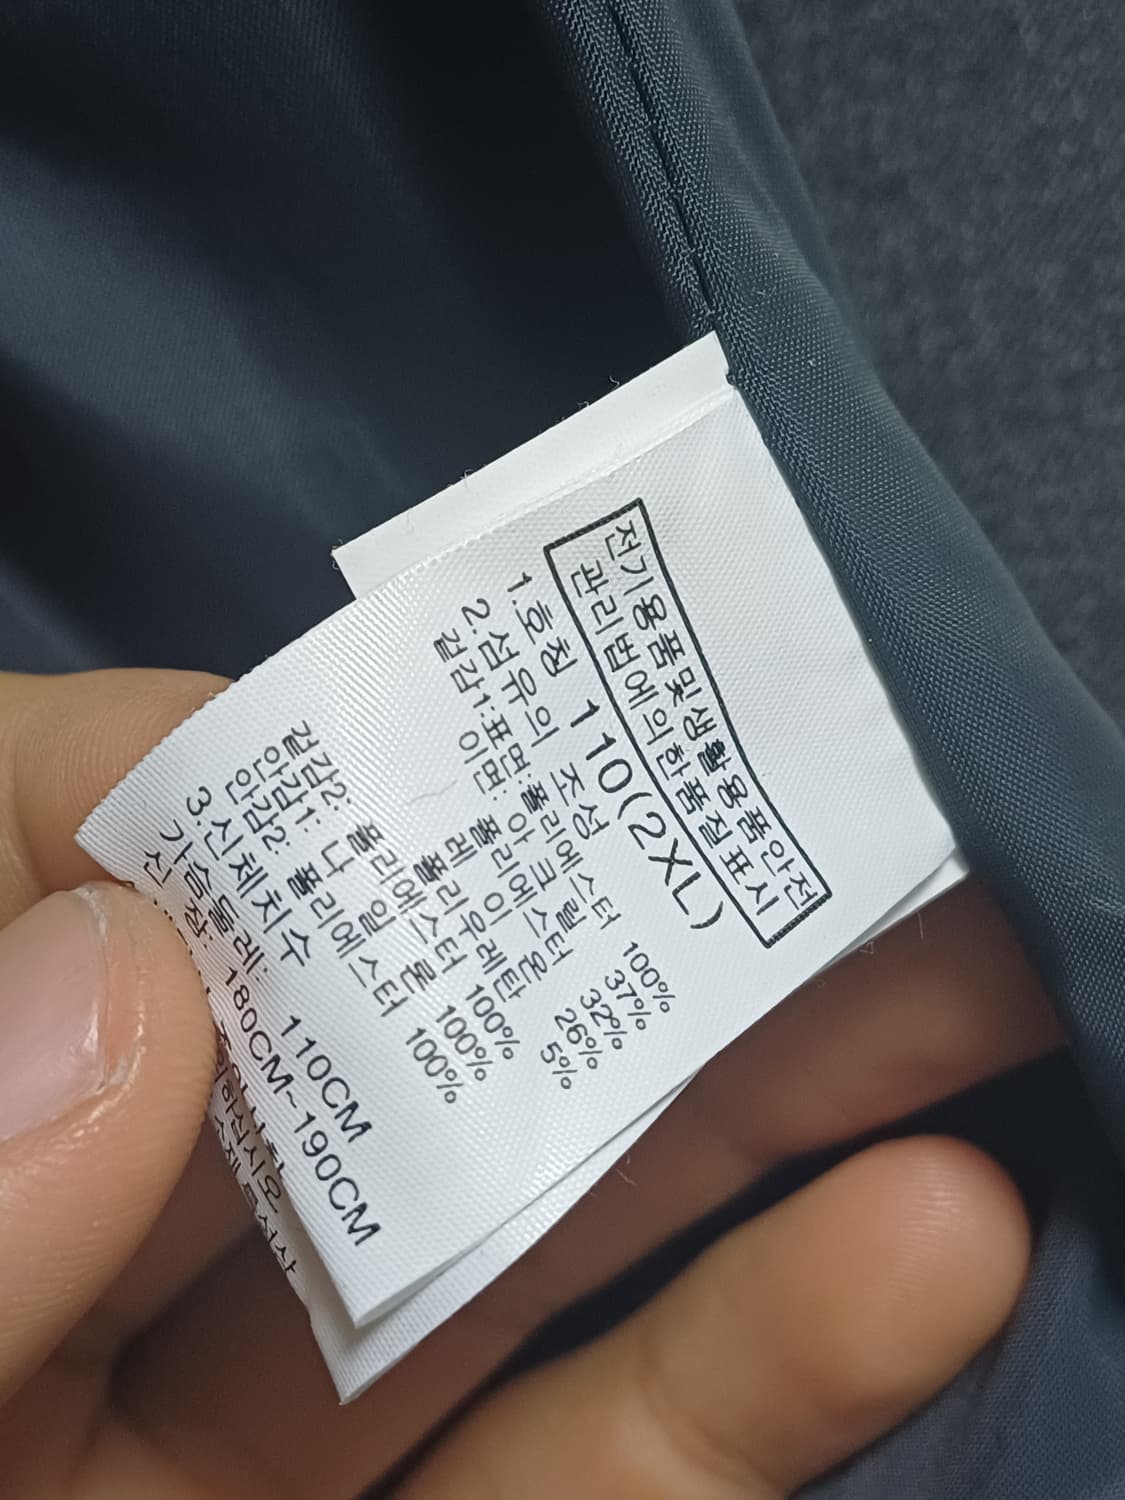 전기용품및생활용품안전
관리법에의한품질표시
1.호칭 110(2XL)
2.섬유의 조성
겉감1:표면:폴리에스터 100%
이면: 아 크 릴 37%
폴리에스터 32%
레 이 온 26%
폴리우레탄 5%
겉감2: 폴리에스터 100%
안감1: 나 일 론 100%
안감2: 폴리에스터 100%
3.신체치수
가슴둘레: 110CM
신 장: 180CM~190CM
하십시오